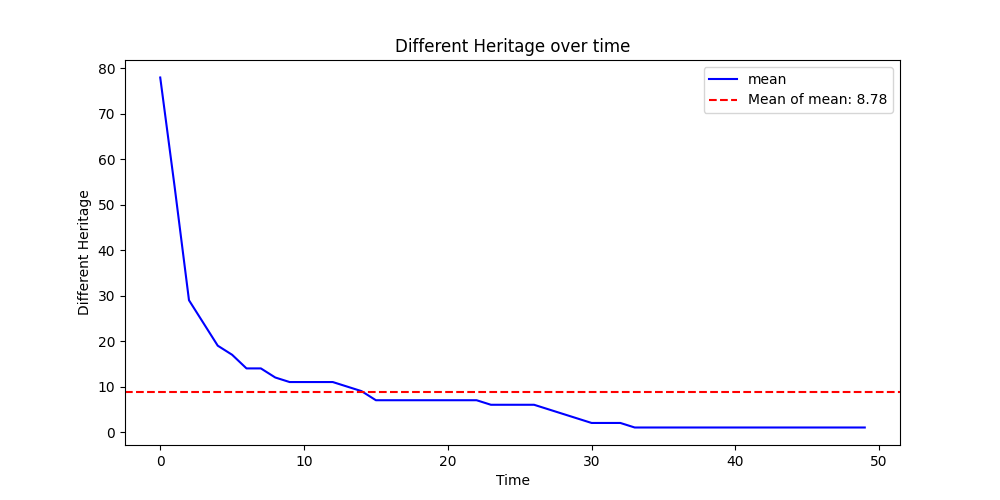 Different Heritage over time
mean
Mean of mean: 8.78
Different Heritage
80
70
60
50
40
30
20
10
0
0 10 20 30 40 50
Time